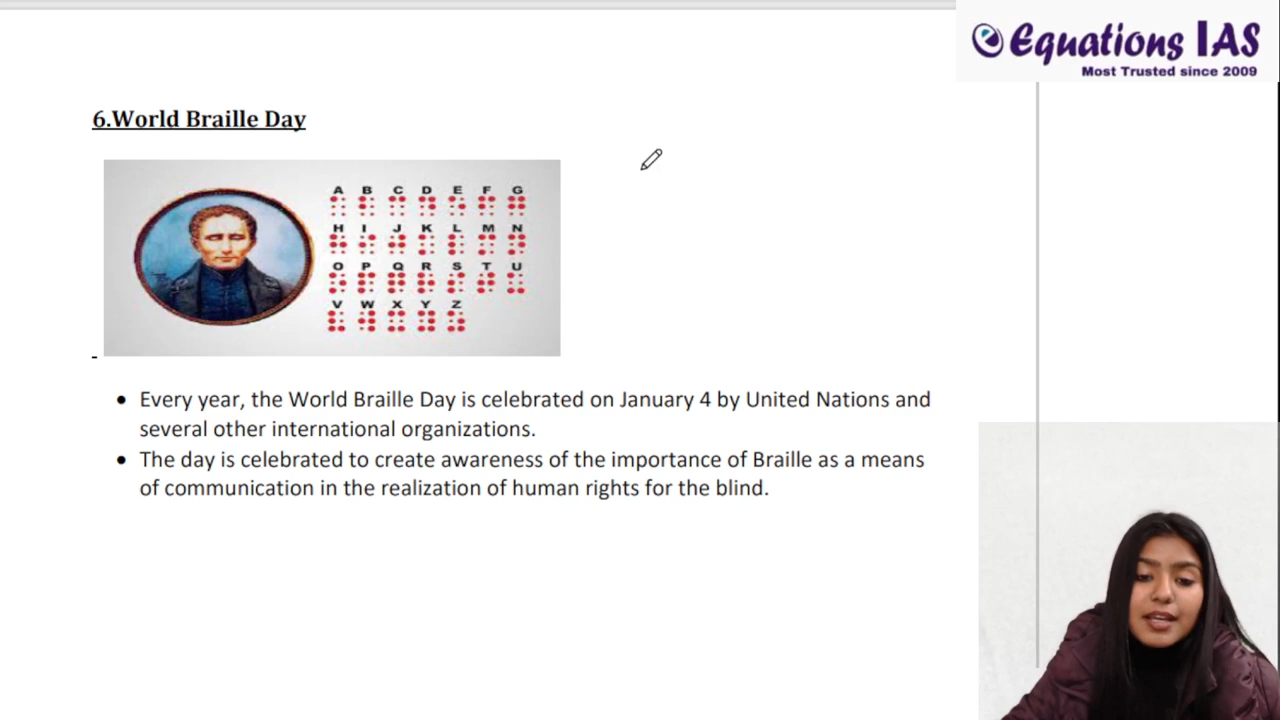 Equations IAS
Most Trusted since 2009
6.World Braille Day
A B C D E F G
H I J K L M N
O P Q R S T U
V W X Y Z
• Every year, the World Braille Day is celebrated on January 4 by United Nations and
several other international organizations.
• The day is celebrated to create awareness of the importance of Braille as a means
of communication in the realization of human rights for the blind.